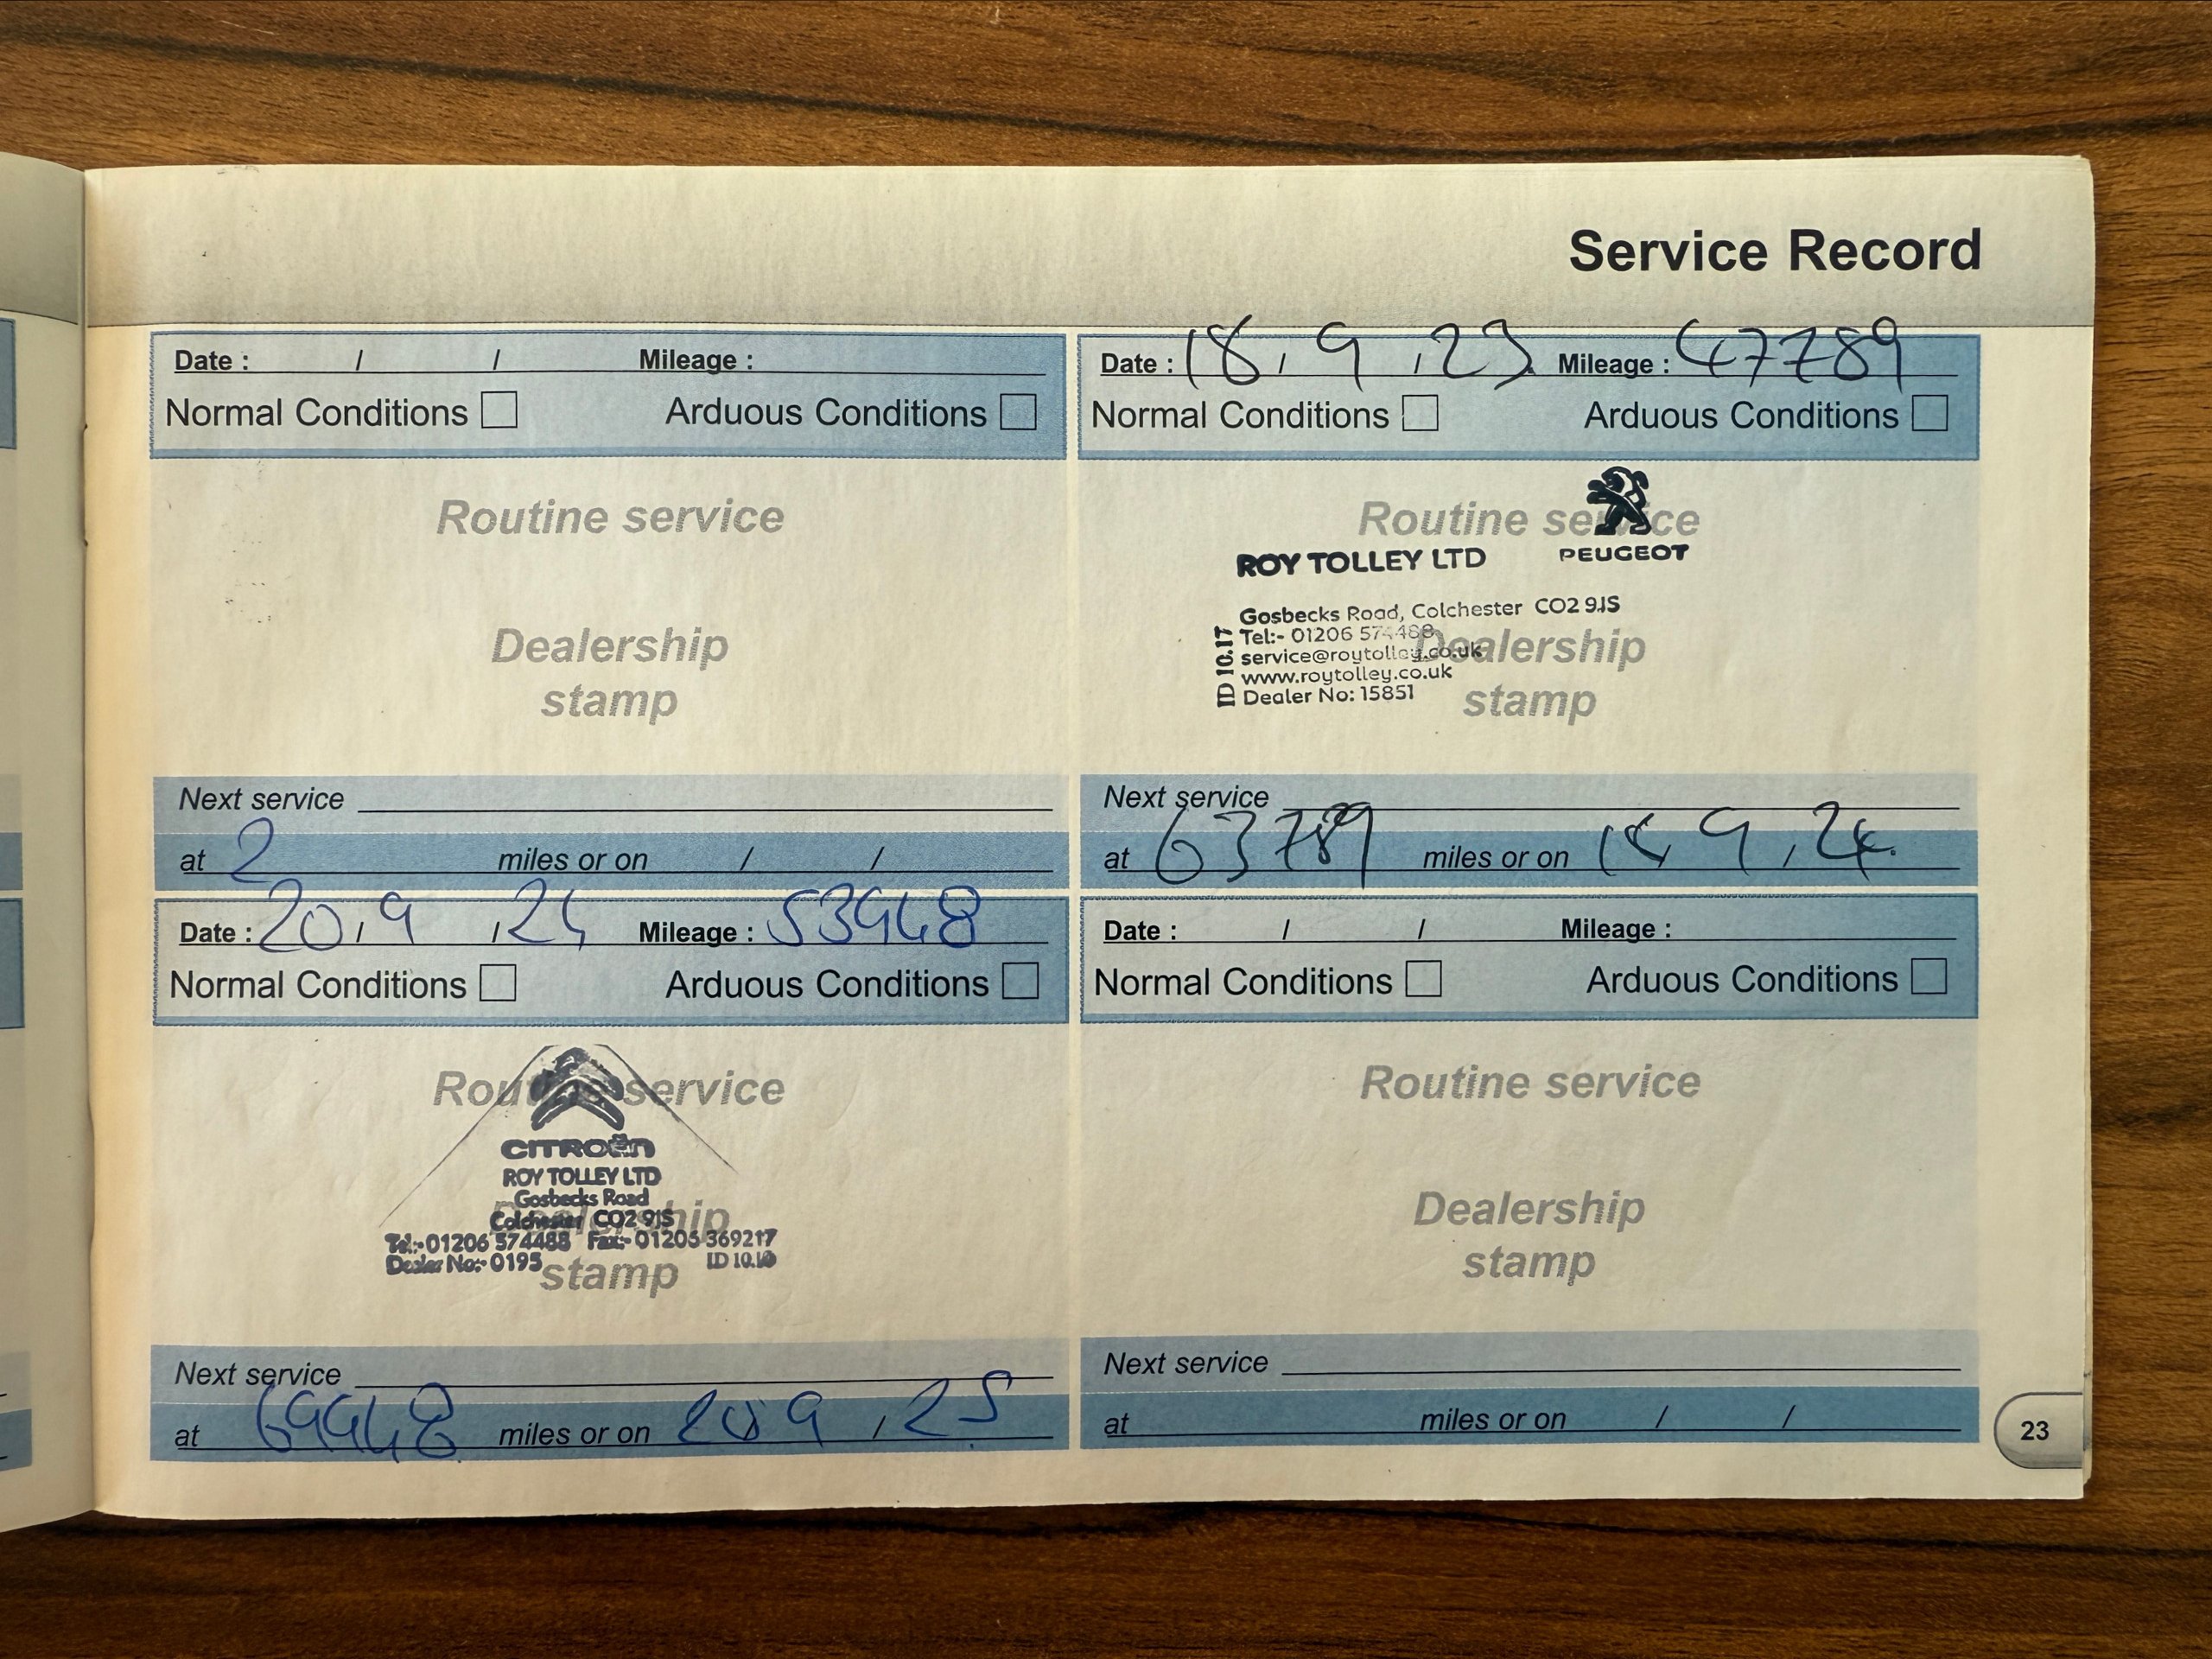 Service Record
Date : / / Mileage :
Normal Conditions Arduous Conditions
Routine service
Dealership
stamp
Next service
at 2 miles or on / /
Date : 18 / 9 / 23 Mileage : 47789
Normal Conditions Arduous Conditions
Routine service
PEUGEOT
ROY TOLLEY LTD
Gosbecks Road, Colchester CO2 9JS
Tel:- 01206 574488
service@roytolley.co.uk
www.roytolley.co.uk
Dealer No: 15851
ID 10.17
Dealership
stamp
Next service
at 63789 miles or on 18 9 / 24
Date : 20 / 9 / 24 Mileage : 53948
Normal Conditions Arduous Conditions
Routine service
CITROËN
ROY TOLLEY LTD
Gosbecks Road
Colchester CO2 9JS
Tel:- 01206 574488 Fax:- 01206 369217
Dealer No:- 0195 ID 10.10
Dealership
stamp
Next service
at 69948 miles or on 20 9 / 25
Date : / / Mileage :
Normal Conditions Arduous Conditions
Routine service
Dealership
stamp
Next service
at miles or on / /
23